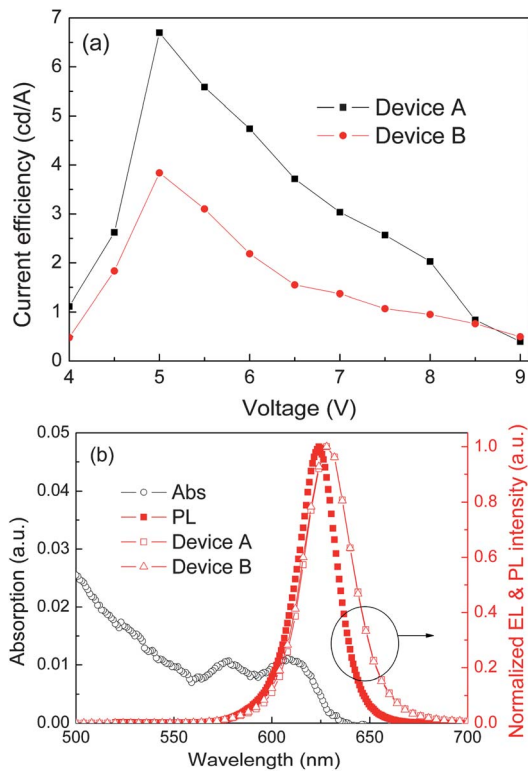 (a)
Current efficiency (cd/A)
7
6
5
4
3
2
1
0
Device A
Device B
4 5 6 7 8 9
Voltage (V)
(b)
Absorption (a.u.)
0.05
0.04
0.03
0.02
0.01
0.00
Abs
PL
Device A
Device B
1.0
0.8
0.6
0.4
0.2
0.0
Normalized EL & PL intensity (a.u.)
500 550 600 650 700
Wavelength (nm)